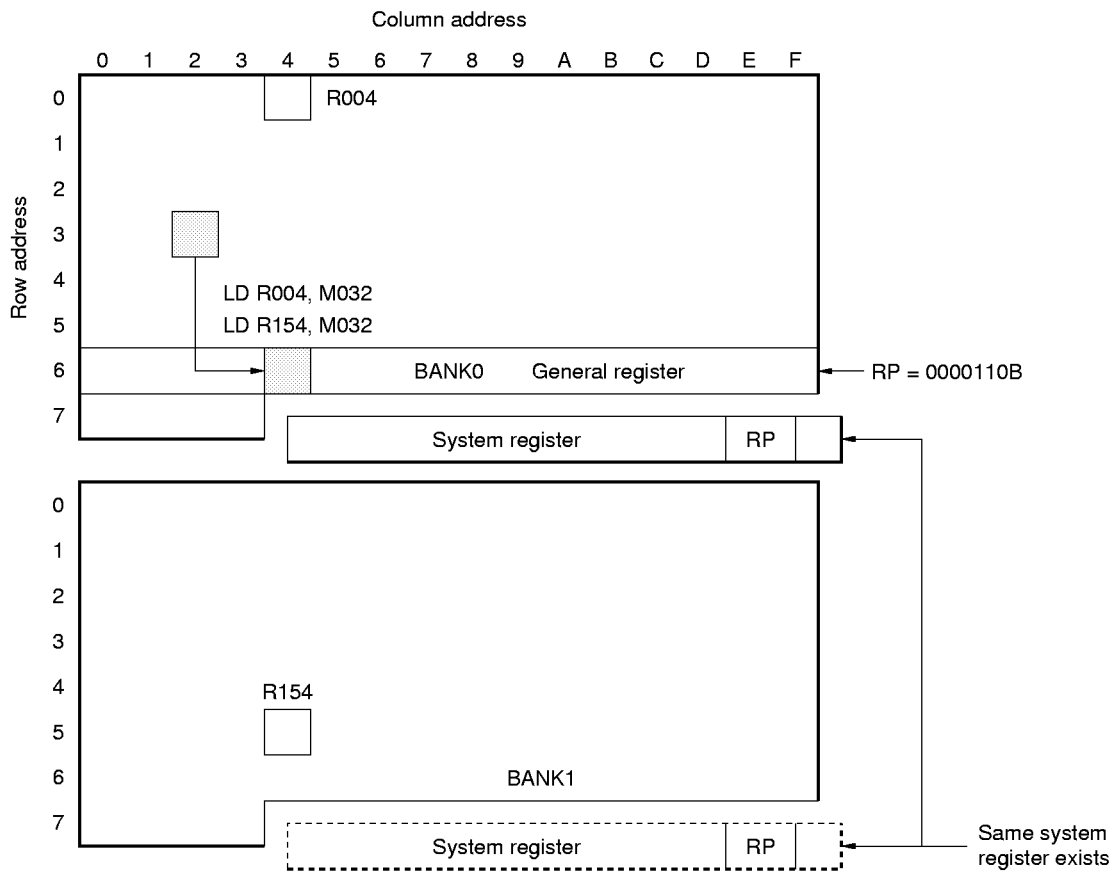 Column address
0 1 2 3 4 5 6 7 8 9 A B C D E F
Row address
0
R004
1
2
3
4
LD R004, M032
5
LD R154, M032
6
BANK0
General register
RP = 0000110B
7
System register
RP
0
1
2
3
4
R154
5
6
BANK1
7
System register
RP
Same system
register exists